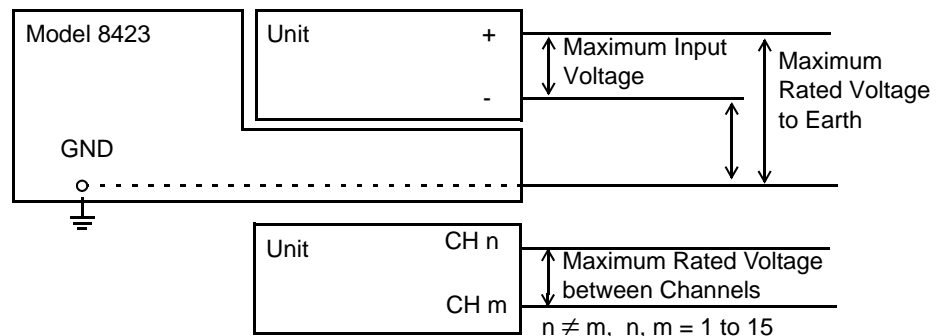 Model 8423
Unit
+
-
GND
Maximum Input
Voltage
Maximum
Rated Voltage
to Earth
Unit
CH n
CH m
Maximum Rated Voltage
between Channels
n ≠ m, n, m = 1 to 15